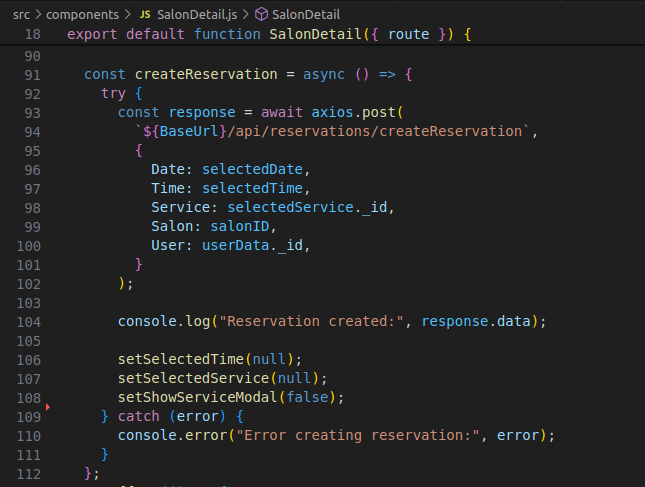 src > components > JS SalonDetail.js > SalonDetail
18 export default function SalonDetail({ route }) {
90
91 const createReservation = async () => {
92 try {
93 const response = await axios.post(
94 `${BaseUrl}/api/reservations/createReservation`,
95 {
96 Date: selectedDate,
97 Time: selectedTime,
98 Service: selectedService._id,
99 Salon: salonID,
100 User: userData._id,
101 }
102 );
103
104 console.log("Reservation created:", response.data);
105
106 setSelectedTime(null);
107 setSelectedService(null);
108 setShowServiceModal(false);
109 } catch (error) {
110 console.error("Error creating reservation:", error);
111 }
112 };